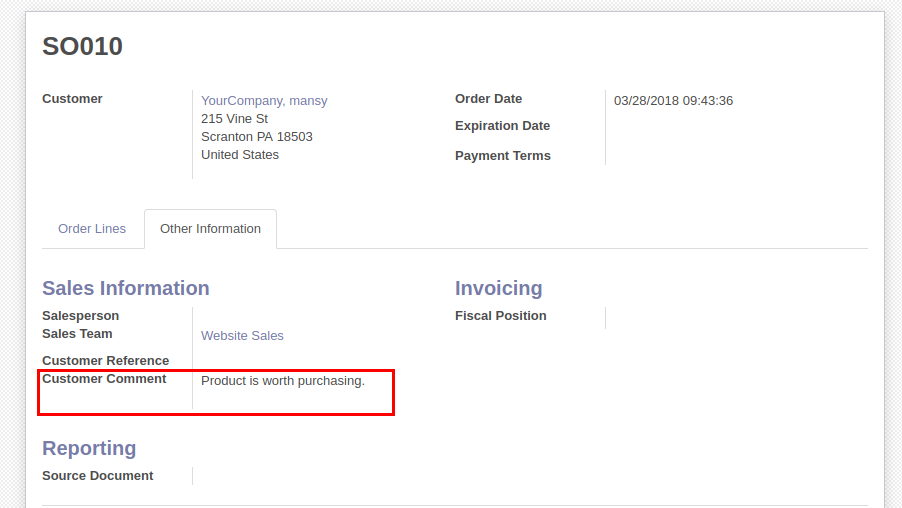 SO010
Customer
YourCompany, mansy
215 Vine St
Scranton PA 18503
United States
Order Date 03/28/2018 09:43:36
Expiration Date
Payment Terms
Order Lines Other Information
Sales Information
Salesperson
Sales Team Website Sales
Customer Reference
Customer Comment Product is worth purchasing.
Invoicing
Fiscal Position
Reporting
Source Document